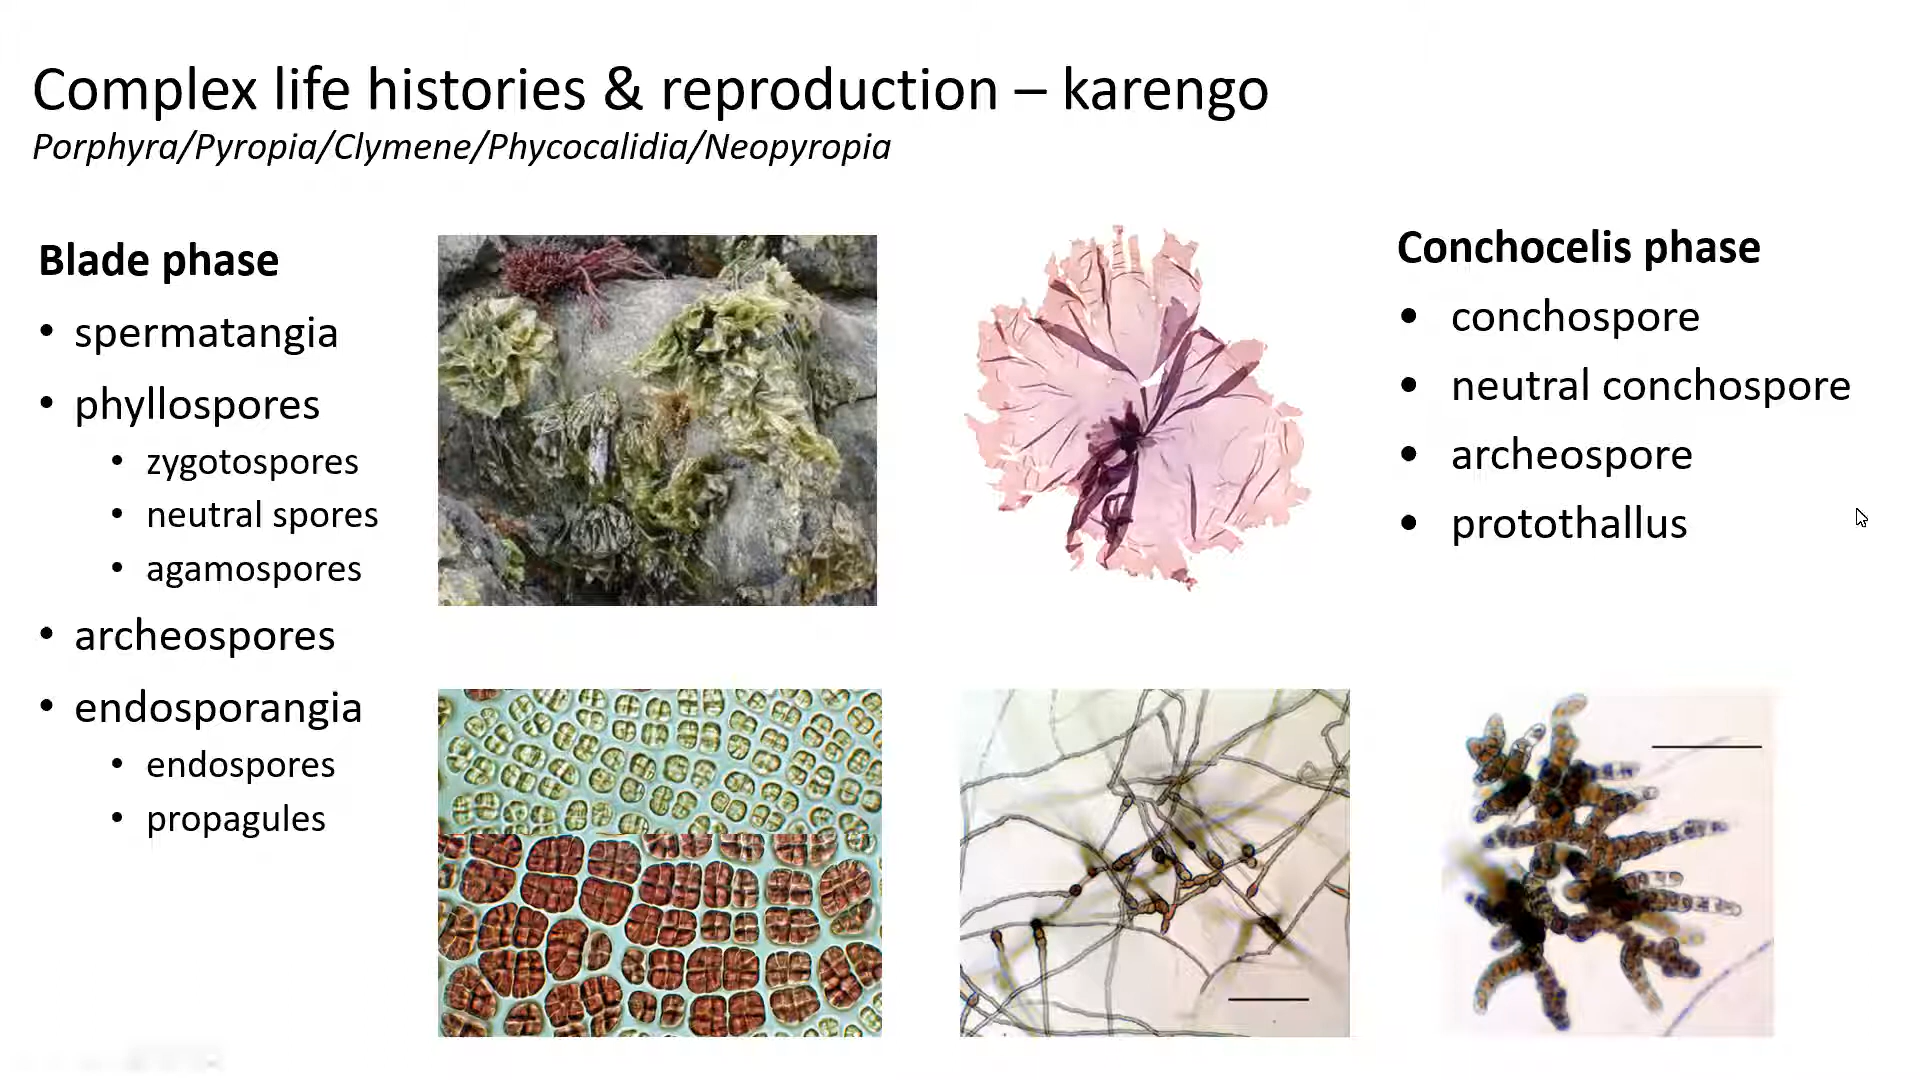 Complex life histories & reproduction – karengo
Porphyra/Pyropia/Clymene/Phycocalidia/Neopyropia
Blade phase
• spermatangia
• phyllospores
• zygotospores
• neutral spores
• agamospores
• archeospores
• endosporangia
• endospores
• propagules
Conchocelis phase
• conchospore
• neutral conchospore
• archeospore
• protothallus